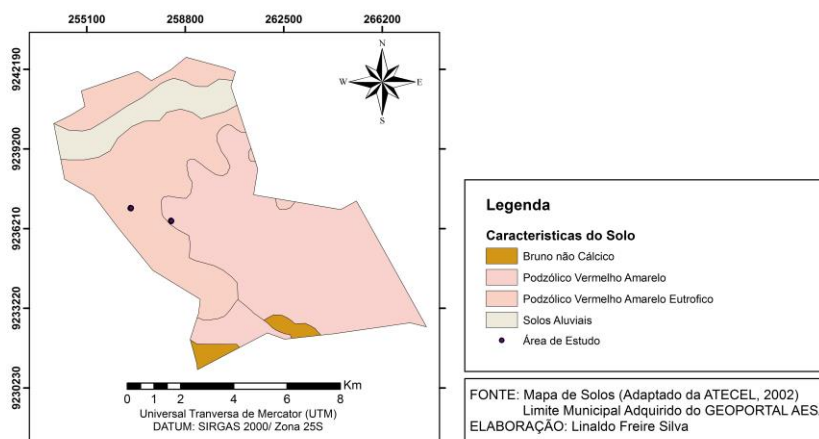 255100 258800 262500 266200
9242190
9239200
9236210
9233220
9230230
N
W E
S
0 2 4 6 8 Km
Universal Tranversa de Mercator (UTM)
DATUM: SIRGAS 2000/ Zona 25S
Legenda
Caracteristicas do Solo
Bruno não Cálcico
Podzólico Vermelho Amarelo
Podzólico Vermelho Amarelo Eutrofico
Solos Aluviais
Área de Estudo
FONTE: Mapa de Solos (Adaptado da ATECEL, 2002)
Limite Municipal Adquirido do GEOPORTAL AESA
ELABORAÇÃO: Linaldo Freire Silva